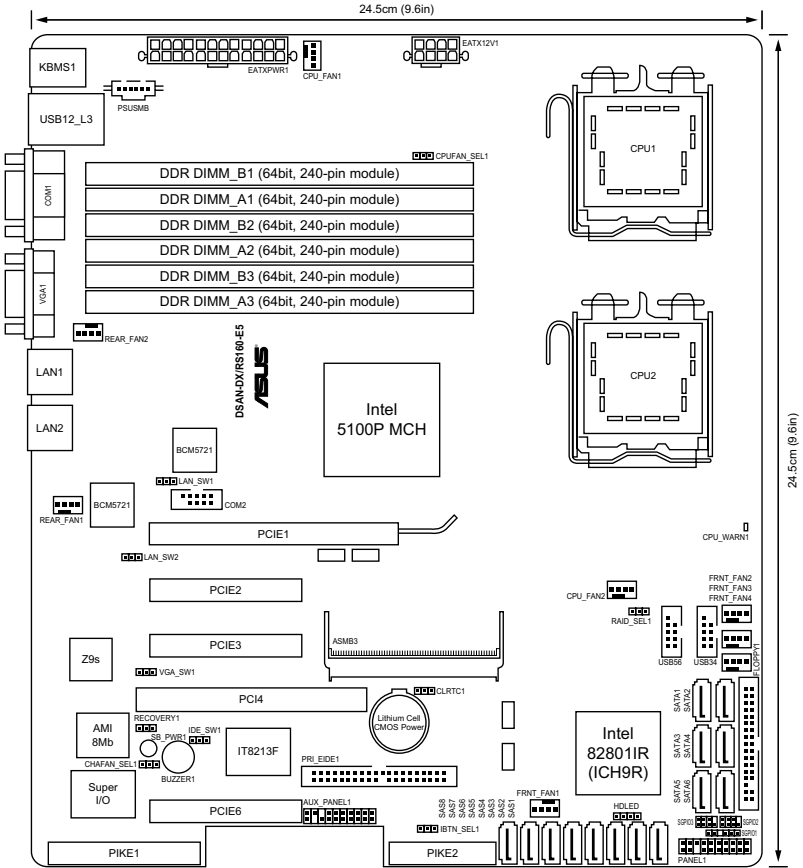 24.5cm (9.6in)
KBMS1
EATXPWR1
CPU_FAN1
EATX12V1
PSUSMB
USB12_L3
CPUFAN_SEL1
CPU1
COM1
DDR DIMM_B1 (64bit, 240-pin module)
DDR DIMM_A1 (64bit, 240-pin module)
DDR DIMM_B2 (64bit, 240-pin module)
DDR DIMM_A2 (64bit, 240-pin module)
DDR DIMM_B3 (64bit, 240-pin module)
DDR DIMM_A3 (64bit, 240-pin module)
VGA1
REAR_FAN2
DSAN-DX/RS160-E5
ASUS
LAN1
LAN2
Intel
5100P MCH
CPU2
24.5cm (9.6in)
BCM5721
LAN_SW1
BCM5721
COM2
REAR_FAN1
PCIE1
CPU_WARN1
LAN_SW2
PCIE2
CPU_FAN2
FRNT_FAN2
FRNT_FAN3
FRNT_FAN4
RAID_SEL1
PCIE3
ASMB3
USB56
USB34
FLOPPY1
Z9s
VGA_SW1
CLRTC1
PCI4
SATA1
SATA2
RECOVERY1
Lithium Cell
CMOS Power
AMI
8Mb
SB_PWR1
IDE_SW1
IT8213F
Intel
82801IR
(ICH9R)
SATA3
SATA4
CHAFAN_SEL1
BUZZER1
PRI_EIDE1
Super
I/O
SATA5
SATA6
PCIE6
AUX_PANEL1
SAS8
SAS7
SAS6
SAS5
SAS4
SAS3
SAS2
SAS1
FRNT_FAN1
HDLED
IBTN_SEL1
SGPIO3
SGPIO2
SGPIO1
PIKE1
PIKE2
PANEL1